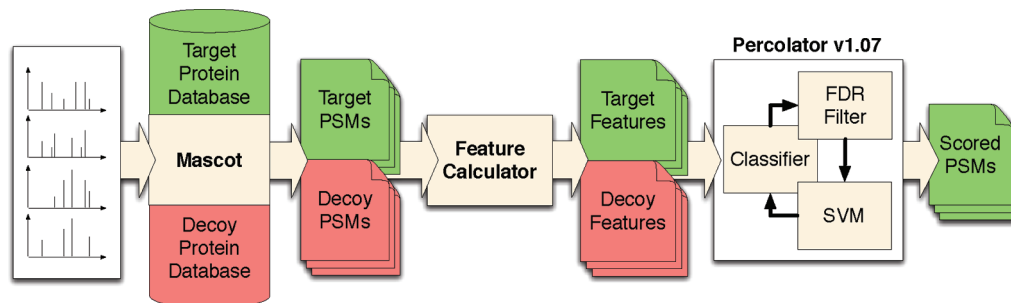 Target
Protein
Database
Mascot
Decoy
Protein
Database
Target
PSMs
Decoy
PSMs
Feature
Calculator
Target
Features
Decoy
Features
Percolator v1.07
FDR
Filter
Classifier
SVM
Scored
PSMs